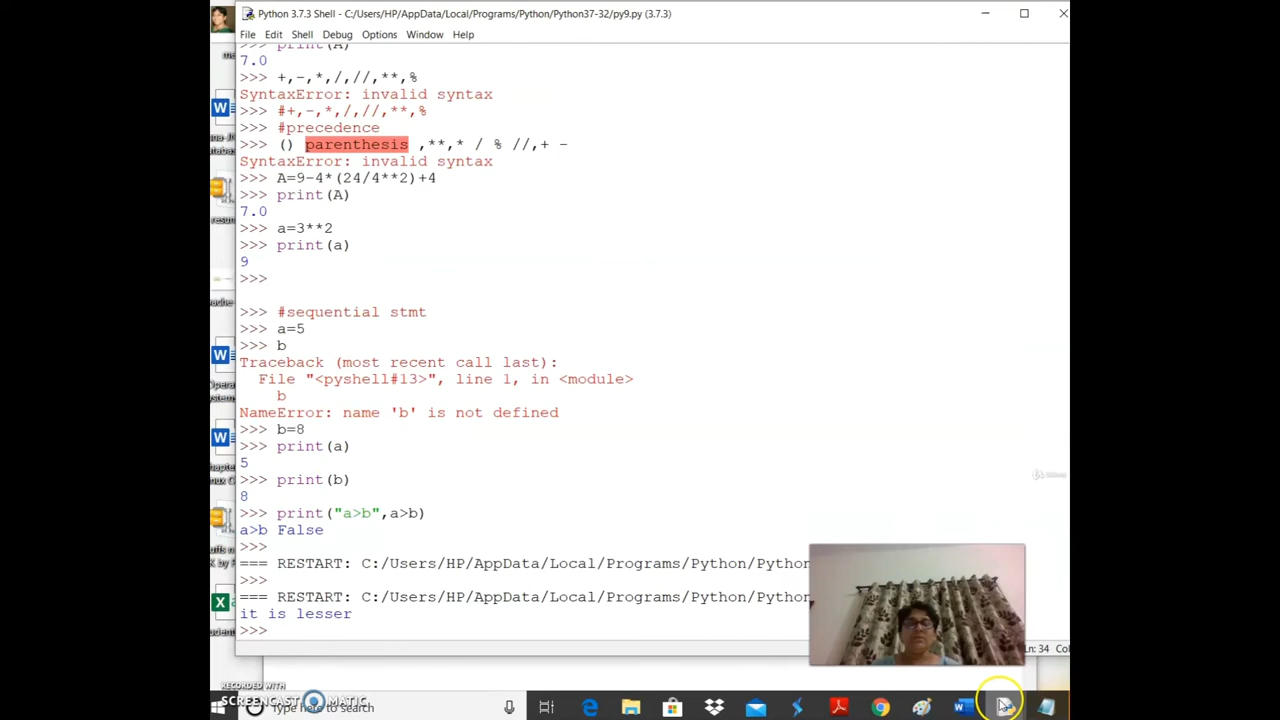 Python 3.7.3 Shell - C:/Users/HP/AppData/Local/Programs/Python/Python37-32/py9.py (3.7.3)
File Edit Shell Debug Options Window Help
>>> print(A)
7.0
>>> +,-,*,/,//,**,%
SyntaxError: invalid syntax
>>> #+,-,*,/,//,**,%
>>> #precedence
>>> () parenthesis ,**,* / % //,+ -
SyntaxError: invalid syntax
>>> A=9-4*(24/4**2)+4
>>> print(A)
7.0
>>> a=3**2
>>> print(a)
9
>>>
>>> #sequential stmt
>>> a=5
>>> b
Traceback (most recent call last):
File "<pyshell#13>", line 1, in <module>
b
NameError: name 'b' is not defined
>>> b=8
>>> print(a)
5
>>> print(b)
8
>>> print("a>b",a>b)
a>b False
>>>
=== RESTART: C:/Users/HP/AppData/Local/Programs/Python/Python
>>>
=== RESTART: C:/Users/HP/AppData/Local/Programs/Python/Python
it is lesser
>>>
Ln: 34
RECORDED WITH
SCREENCAST MATIC
Type here to search